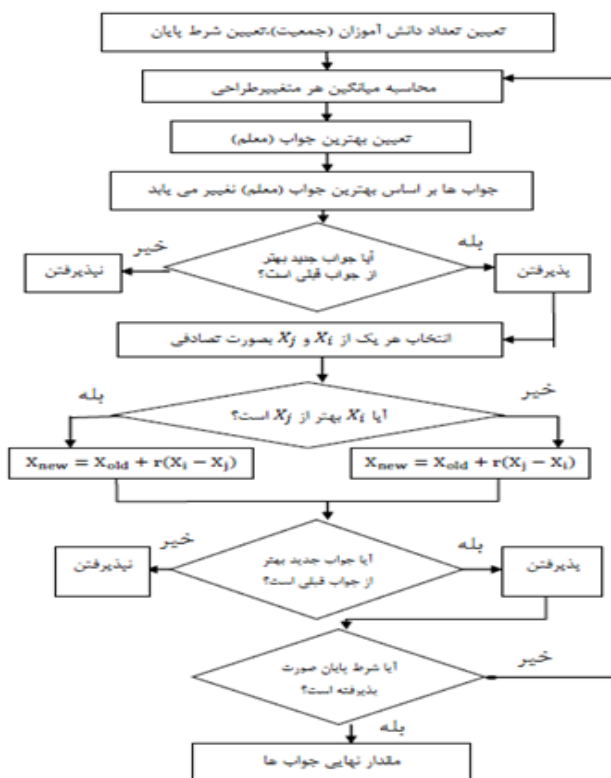 تعیین تعداد دانش آموزان (جمعیت)،تعیین شرط پایان
محاسبه میانگین هر متغییرطراحی
تعیین بهترین جواب (معلم)
جواب ها بر اساس بهترین جواب (معلم) تغییر می یابد
آیا جواب جدید بهتر
از جواب قبلی است؟
بله
خیر
پذیرفتن
نپذیرفتن
انتخاب هر یک از Xi و Xj بصورت تصادفی
آیا Xi بهتر از Xj است؟
خیر
بله
Xnew = Xold + r(Xi − Xj)
Xnew = Xold + r(Xj − Xi)
آیا جواب جدید بهتر
از جواب قبلی است؟
بله
خیر
پذیرفتن
نپذیرفتن
آیا شرط پایان صورت
پذیرفته است؟
خیر
بله
مقدار نهایی جواب ها